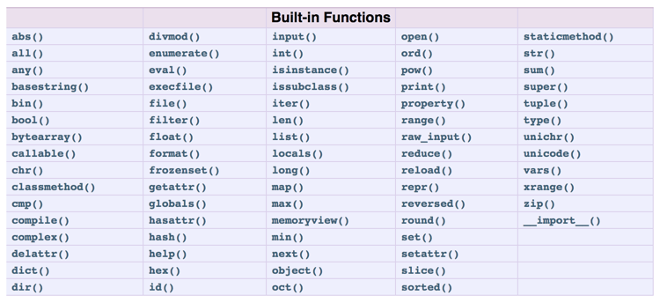 Built-in Functions
abs() divmod() input() open() staticmethod()
all() enumerate() int() ord() str()
any() eval() isinstance() pow() sum()
basestring() execfile() issubclass() print() super()
bin() file() iter() property() tuple()
bool() filter() len() range() type()
bytearray() float() list() raw_input() unichr()
callable() format() locals() reduce() unicode()
chr() frozenset() long() reload() vars()
classmethod() getattr() map() repr() xrange()
cmp() globals() max() reversed() zip()
compile() hasattr() memoryview() round() __import__()
complex() hash() min() set()
delattr() help() next() setattr()
dict() hex() object() slice()
dir() id() oct() sorted()